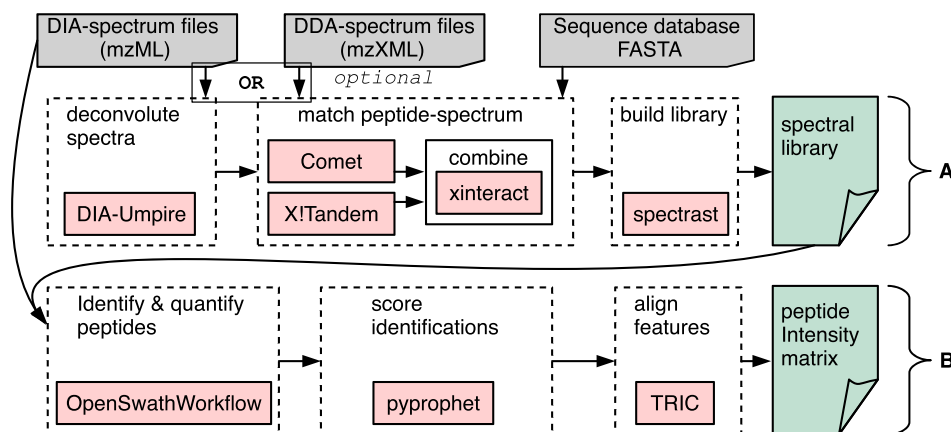 DIA-spectrum files
(mzML)
DDA-spectrum files
(mzXML)
Sequence database
FASTA
OR
optional
deconvolute
spectra
DIA-Umpire
match peptide-spectrum
Comet
X!Tandem
combine
xinteract
build library
spectrast
spectral
library
A
Identify & quantify
peptides
OpenSwathWorkflow
score
identifications
pyprophet
align
features
TRIC
peptide
Intensity
matrix
B